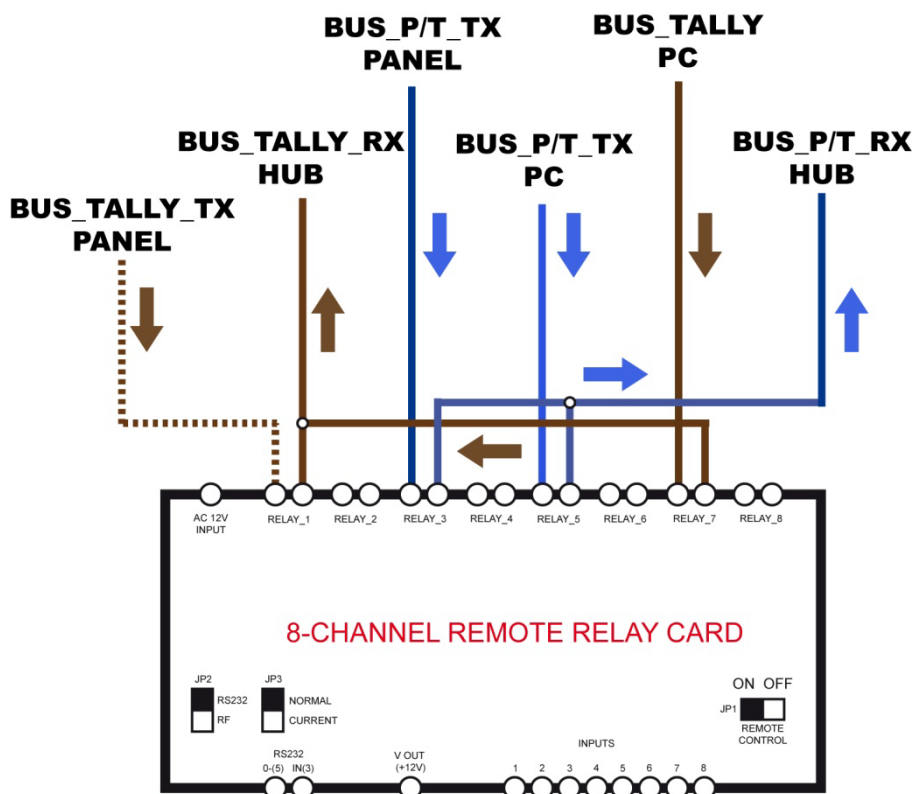 BUS_P/T_TX
PANEL
BUS_TALLY
PC
BUS_TALLY_RX
HUB
BUS_P/T_TX
PC
BUS_P/T_RX
HUB
BUS_TALLY_TX
PANEL
AC 12V
INPUT
RELAY_1
RELAY_2
RELAY_3
RELAY_4
RELAY_5
RELAY_6
RELAY_7
RELAY_8
8-CHANNEL REMOTE RELAY CARD
JP2
RS232
RF
JP3
NORMAL
CURRENT
ON OFF
JP1
REMOTE
CONTROL
RS232
0-(5) IN(3)
V OUT
(+12V)
INPUTS
1 2 3 4 5 6 7 8